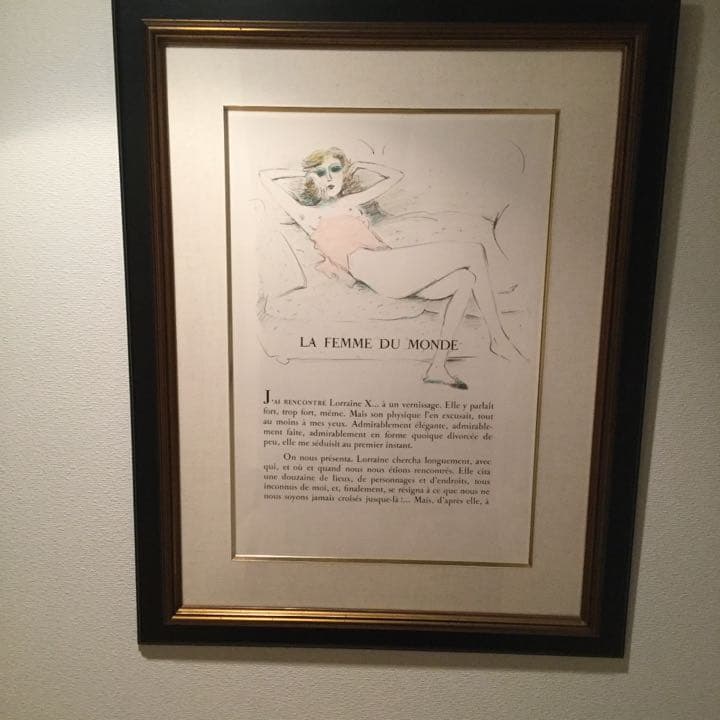 LA FEMME DU MONDE
J'AI RENCONTRÉ Lorraine X... à un vernissage. Elle y parlait
fort, trop fort, même. Mais son physique l'en excusait, tout
au moins à mes yeux. Admirablement élégante, admirable-
ment faite, admirablement en forme quoique divorcée de
peu, elle me séduisit au premier instant.
On nous présenta. Lorraine chercha longuement, avec
qui, et où et quand nous nous étions rencontrés. Elle cita
une douzaine de lieux, de personnages et d'endroits, tous
inconnus de moi, et, finalement, se résigna à ce que nous ne
nous soyons jamais croisés jusque-là !... Mais, d'après elle, à